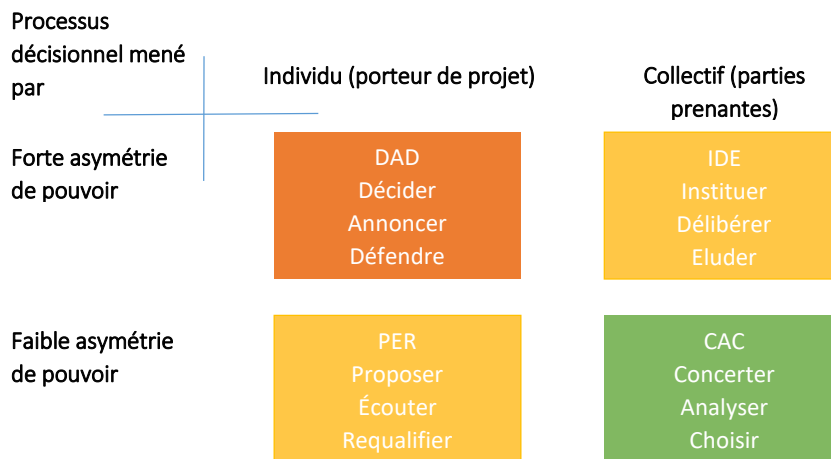 Processus
décisionnel mené
par
Individu (porteur de projet)
Collectif (parties
prenantes)
Forte asymétrie
de pouvoir
DAD
Décider
Annoncer
Défendre
IDE
Instituer
Délibérer
Eluder
Faible asymétrie
de pouvoir
PER
Proposer
Écouter
Requalifier
CAC
Concerter
Analyser
Choisir